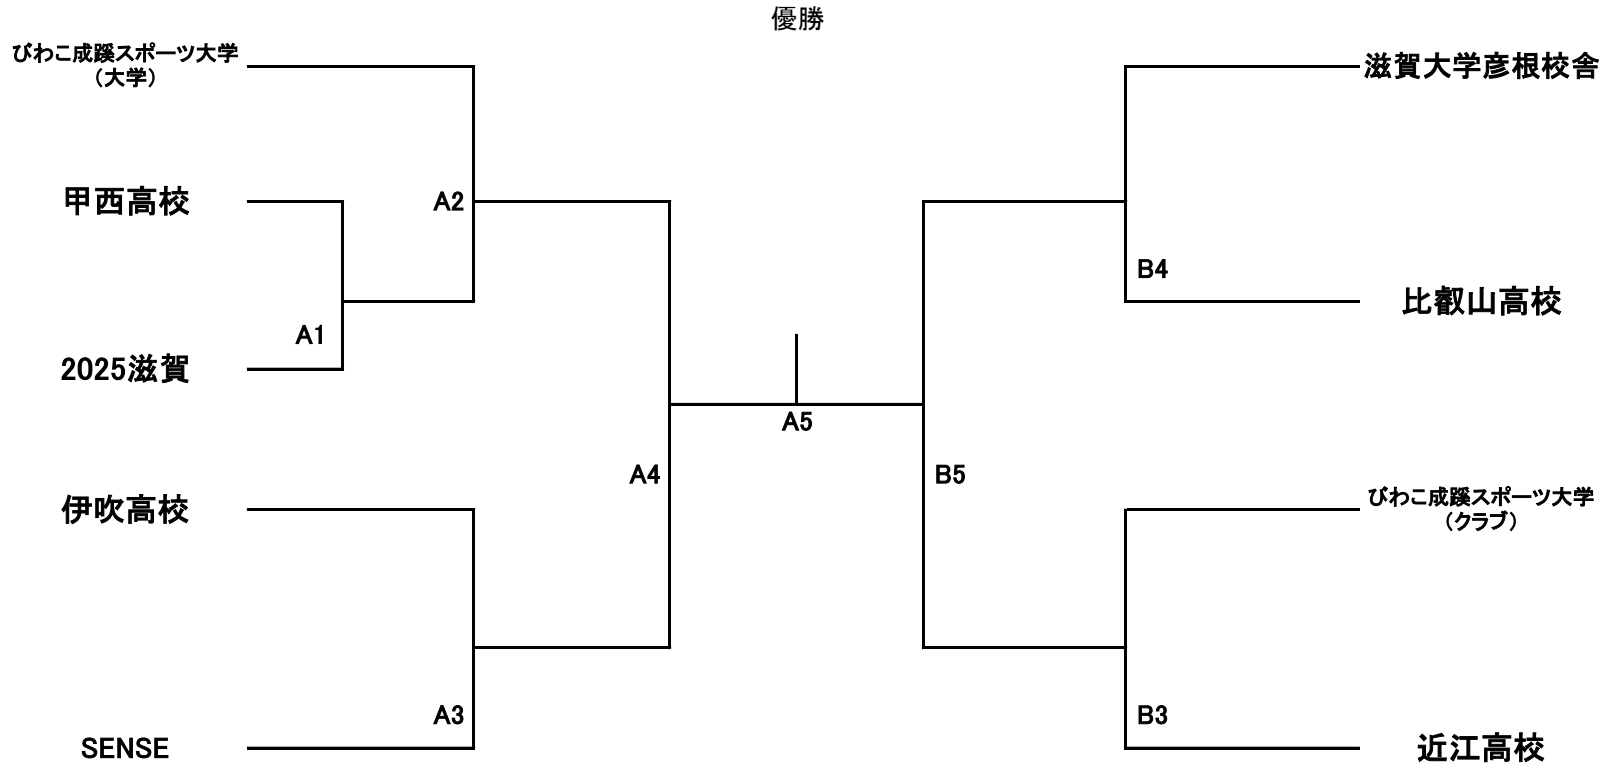 優勝
びわこ成蹊スポーツ大学
（大学）
滋賀大学彦根校舎
甲西高校
A2
B4
比叡山高校
A1
2025滋賀
A5
A4
B5
伊吹高校
びわこ成蹊スポーツ大学
（クラブ）
A3
B3
SENSE
近江高校